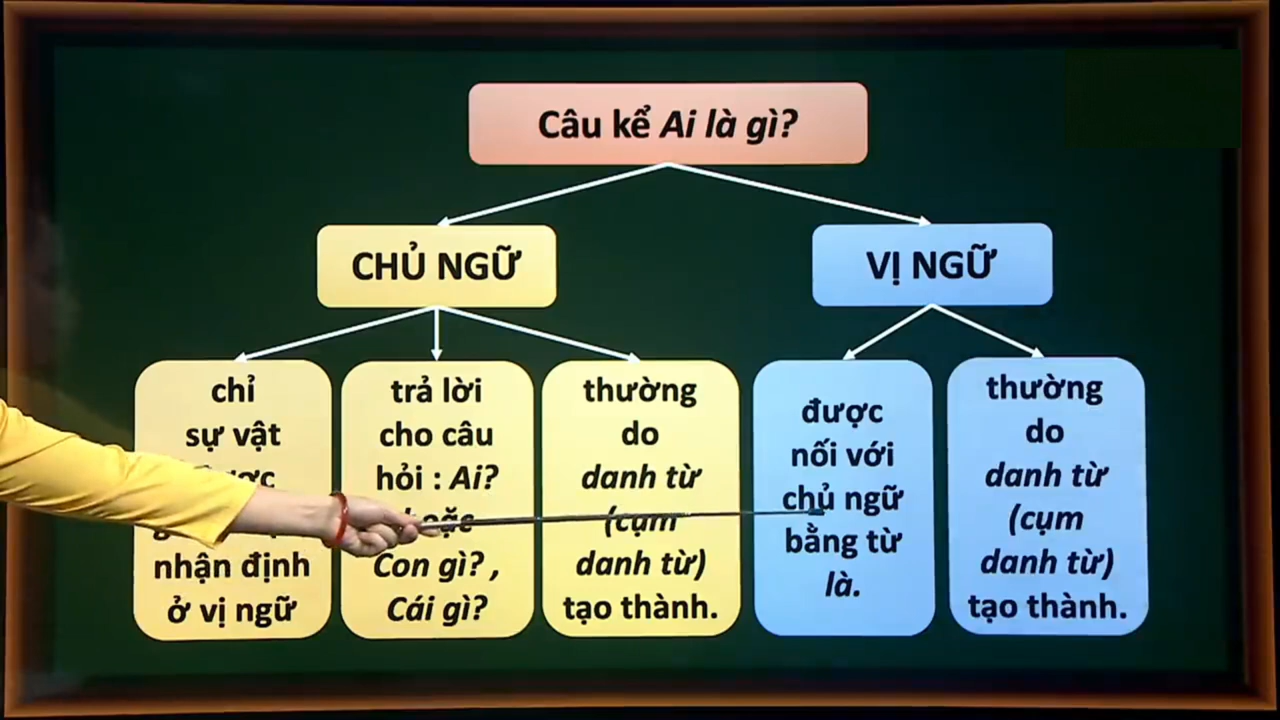 Câu kể Ai là gì?
CHỦ NGỮ
VỊ NGỮ
chỉ
sự vật
nhận định
ở vị ngữ
trả lời
cho câu
hỏi : Ai?
hoặc
Con gì? ,
Cái gì?
thường
do
danh từ
(cụm
danh từ)
tạo thành.
được
nối với
chủ ngữ
bằng từ
là.
thường
do
danh từ
(cụm
danh từ)
tạo thành.